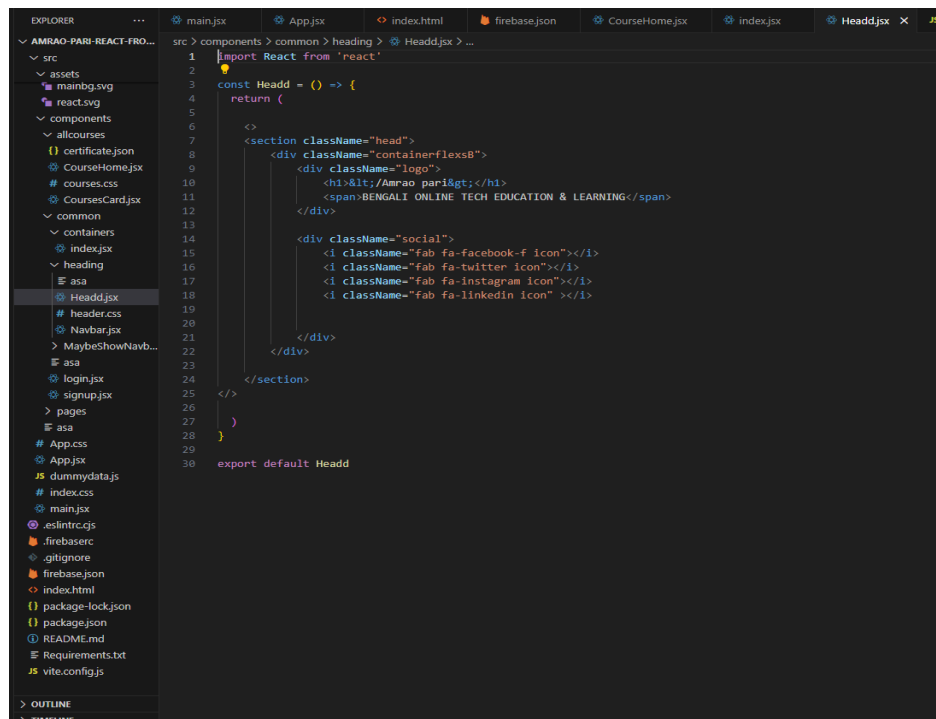 EXPLORER ...
main.jsx App.jsx index.html firebase.json CourseHome.jsx index.jsx Headd.jsx JS
AMRAO-PARI-REACT-FRO...
src
assets
mainbg.svg
react.svg
components
allcourses
certificate.json
CourseHome.jsx
courses.css
CoursesCard.jsx
common
containers
index.jsx
heading
asa
Headd.jsx
header.css
Navbar.jsx
MaybeShowNavb...
asa
login.jsx
signup.jsx
pages
asa
App.css
App.jsx
JS dummydata.js
index.css
main.jsx
.eslintrc.cjs
.firebaserc
.gitignore
firebase.json
index.html
package-lock.json
package.json
README.md
Requirements.txt
JS vite.config.js
OUTLINE
TIMELINE
src > components > common > heading > Headd.jsx > ...
1 import React from 'react'
2
3 const Headd = () => {
4 return (
5
6 <>
7 <section className="head">
8 <div className="containerflexsB">
9 <div className="logo">
10 <h1>&lt;/Amrao pari&gt;</h1>
11 <span>BENGALI ONLINE TECH EDUCATION & LEARNING</span>
12 </div>
13
14 <div className="social">
15 <i className="fab fa-facebook-f icon"></i>
16 <i className="fab fa-twitter icon"></i>
17 <i className="fab fa-instagram icon"></i>
18 <i className="fab fa-linkedin icon" ></i>
19
20
21 </div>
22 </div>
23
24 </section>
25 </>
26
27 )
28 }
29
30 export default Headd